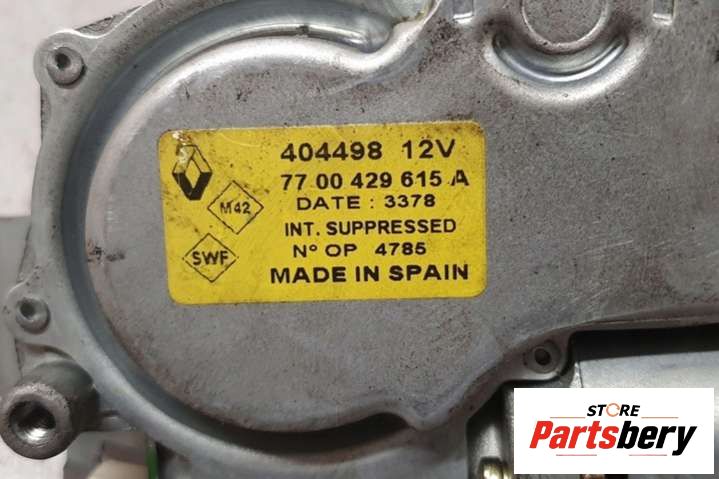 404498 12V
77 00 429 615 A
DATE : 3378
M42
INT. SUPPRESSED
SWF
Nº OP 4785
MADE IN SPAIN
STORE
Partsbery